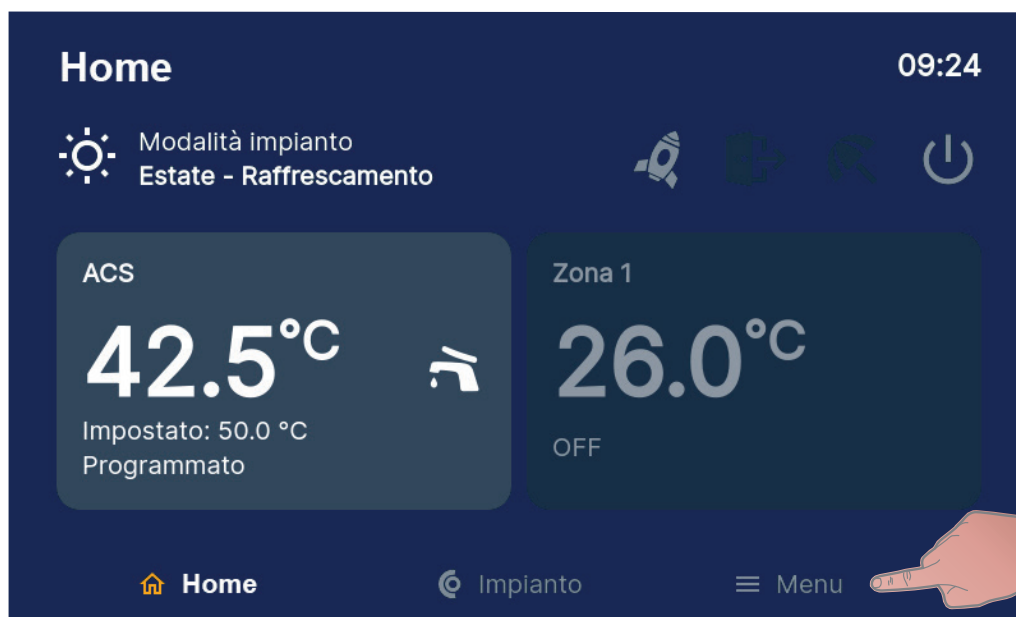 Home
09:24
Modalità impianto
Estate - Raffrescamento
ACS
42.5°C
Impostato: 50.0 °C
Programmato
Zona 1
26.0°C
OFF
Home
Impianto
Menu